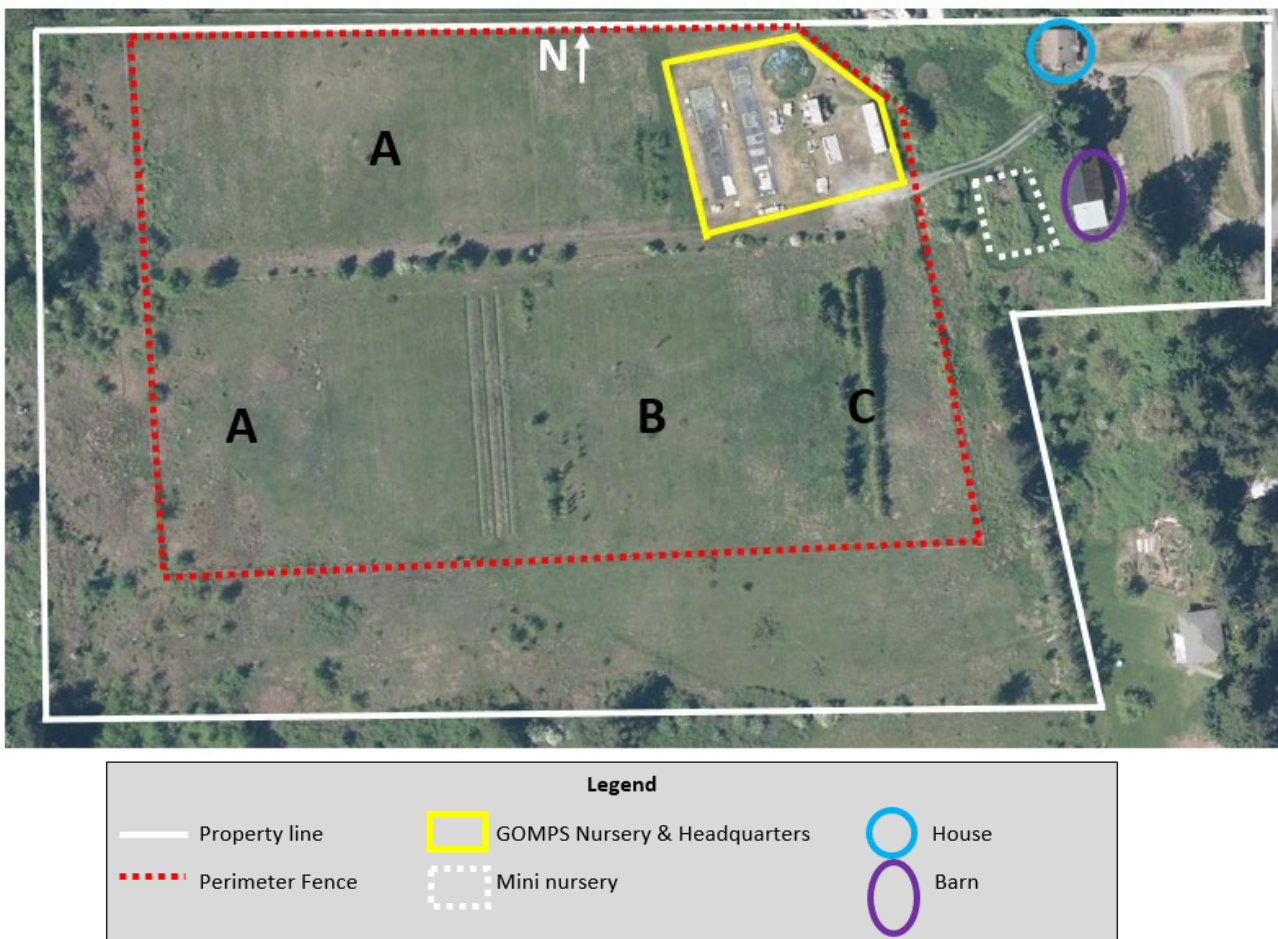 N
A
A
B
C
Legend
Property line
GOMPS Nursery & Headquarters
House
Perimeter Fence
Mini nursery
Barn